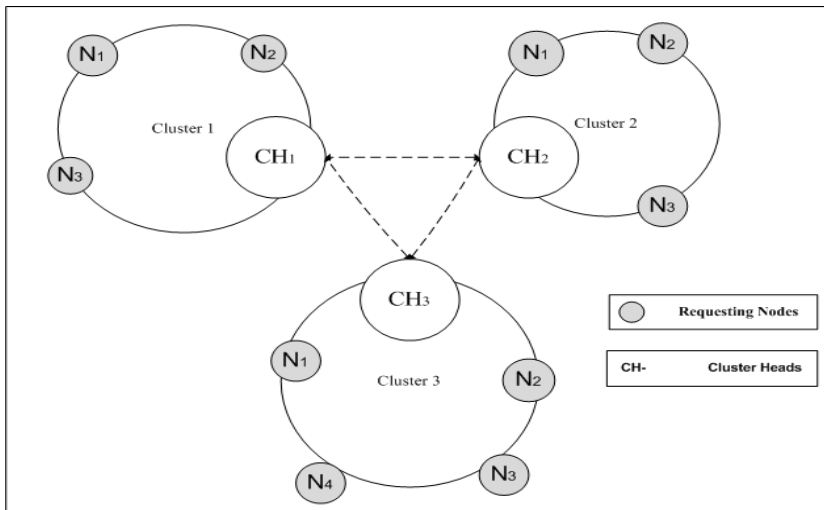 N1
N2
Cluster 1
CH1
N3
N1
N2
Cluster 2
CH2
N3
CH3
N1
Cluster 3
N2
N4
N3
Requesting Nodes
CH- Cluster Heads